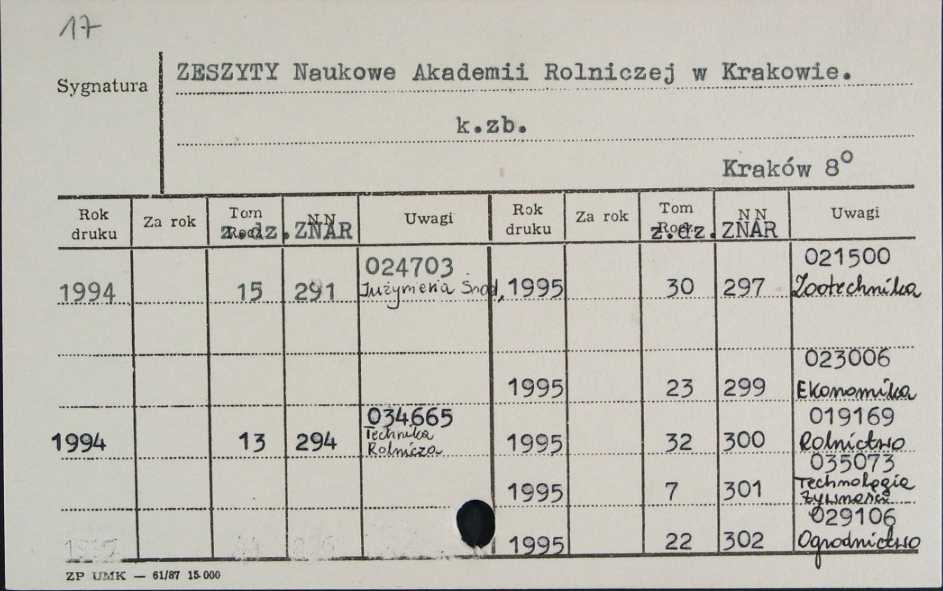 17
Sygnatura
ZESZYTY Naukowe Akademii Rolniczej w Krakowie.
k.zb.
Kraków 8°
Rok druku Za rok Tom z.dz. NN ZNAR Uwagi Rok druku Za rok Tom z.dz. NN ZNAR Uwagi
024703 021500
1994 15 291 Inżymeria Środ, 1995 30 297 Zootechnika
023006
1995 23 299 Ekonomika
034665 019169
1994 13 294 Technika Rolnicza 1995 32 300 Rolnictwo
035073
1995 7 301 Technologia Żywności
029106
1995 22 302 Ogrodnictwo
ZP UMK — 61/87 15 000